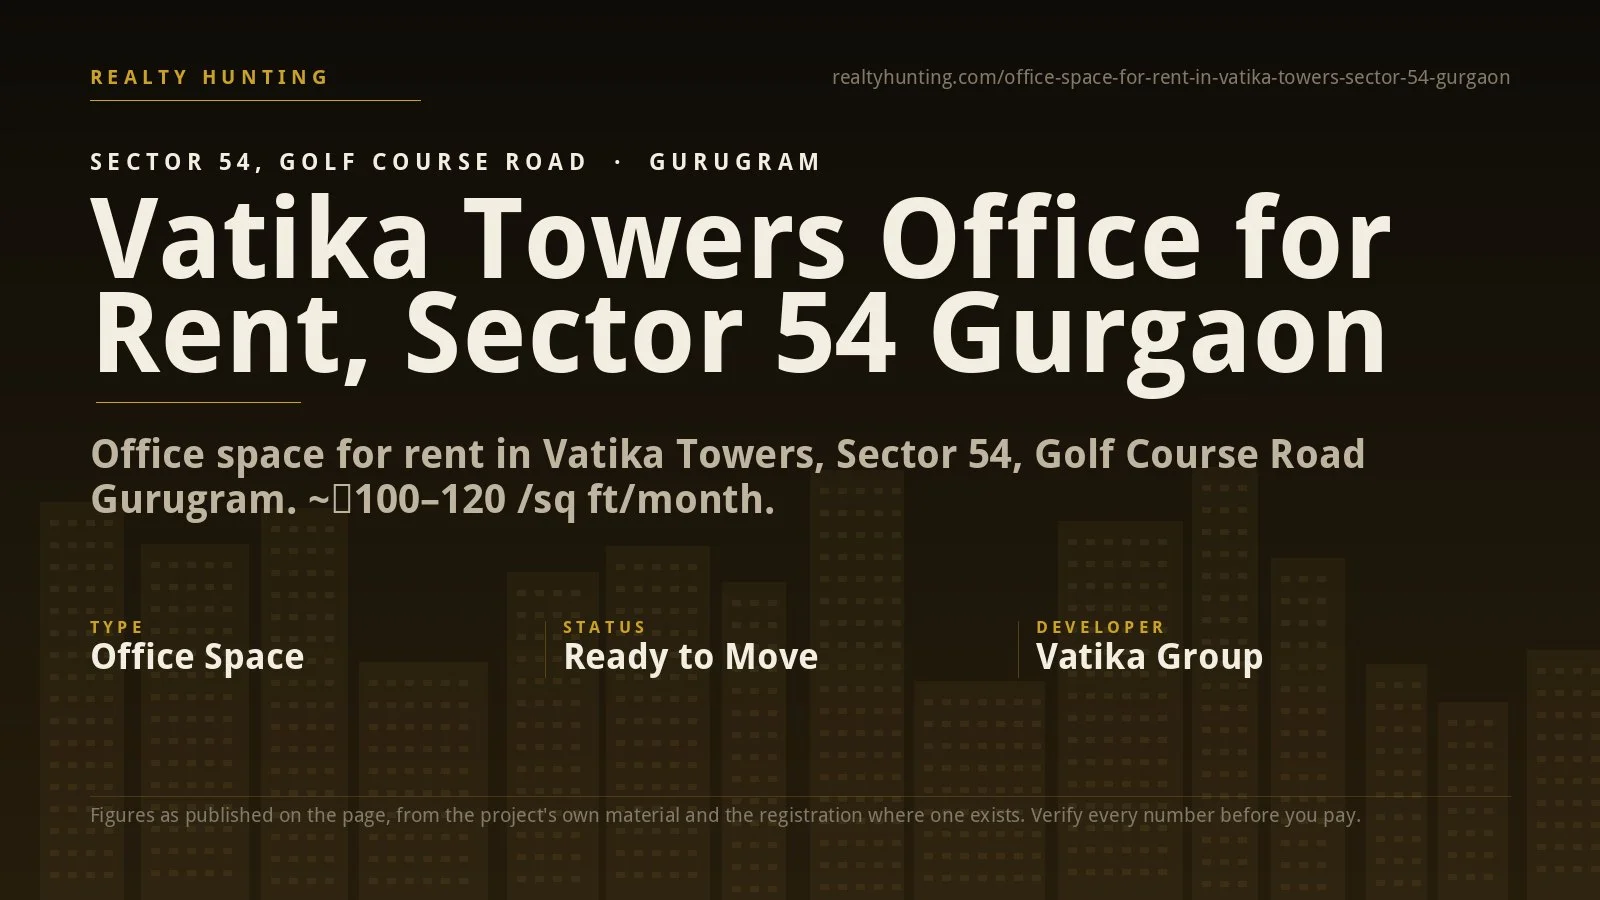 REALTY HUNTING
realtyhunting.com/office-space-for-rent-in-vatika-towers-sector-54-gurgaon
SECTOR 54, GOLF COURSE ROAD · GURUGRAM
Vatika Towers Office for
Rent, Sector 54 Gurgaon
Office space for rent in Vatika Towers, Sector 54, Golf Course Road
Gurugram. ~▯100–120 /sq ft/month.
TYPE
Office Space
STATUS
Ready to Move
DEVELOPER
Vatika Group
Figures as published on the page, from the project's own material and the registration where one exists. Verify every number before you pay.